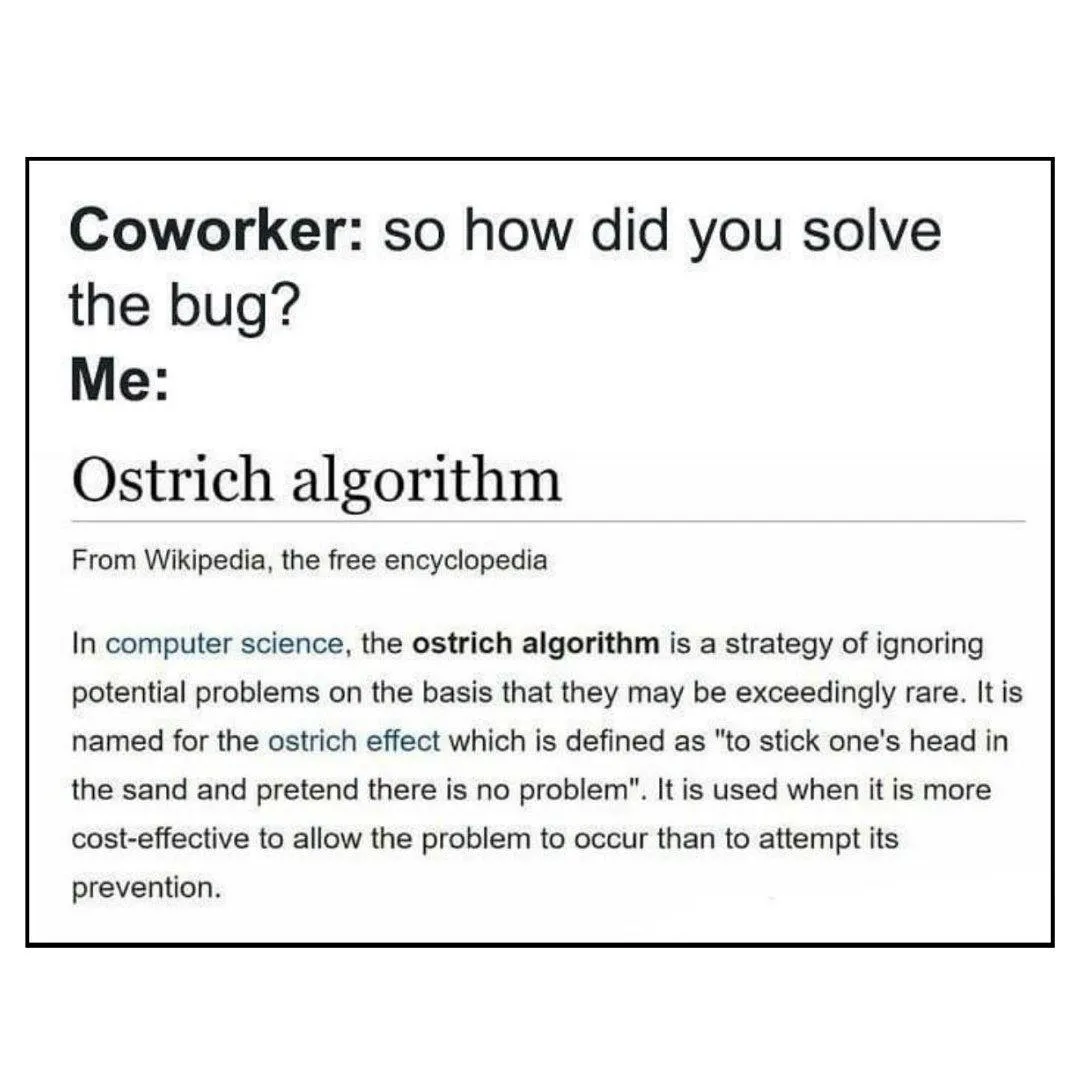 Coworker: so how did you solve
the bug?
Me:
Ostrich algorithm
From Wikipedia, the free encyclopedia
In computer science, the ostrich algorithm is a strategy of ignoring
potential problems on the basis that they may be exceedingly rare. It is
named for the ostrich effect which is defined as "to stick one's head in
the sand and pretend there is no problem". It is used when it is more
cost-effective to allow the problem to occur than to attempt its
prevention.